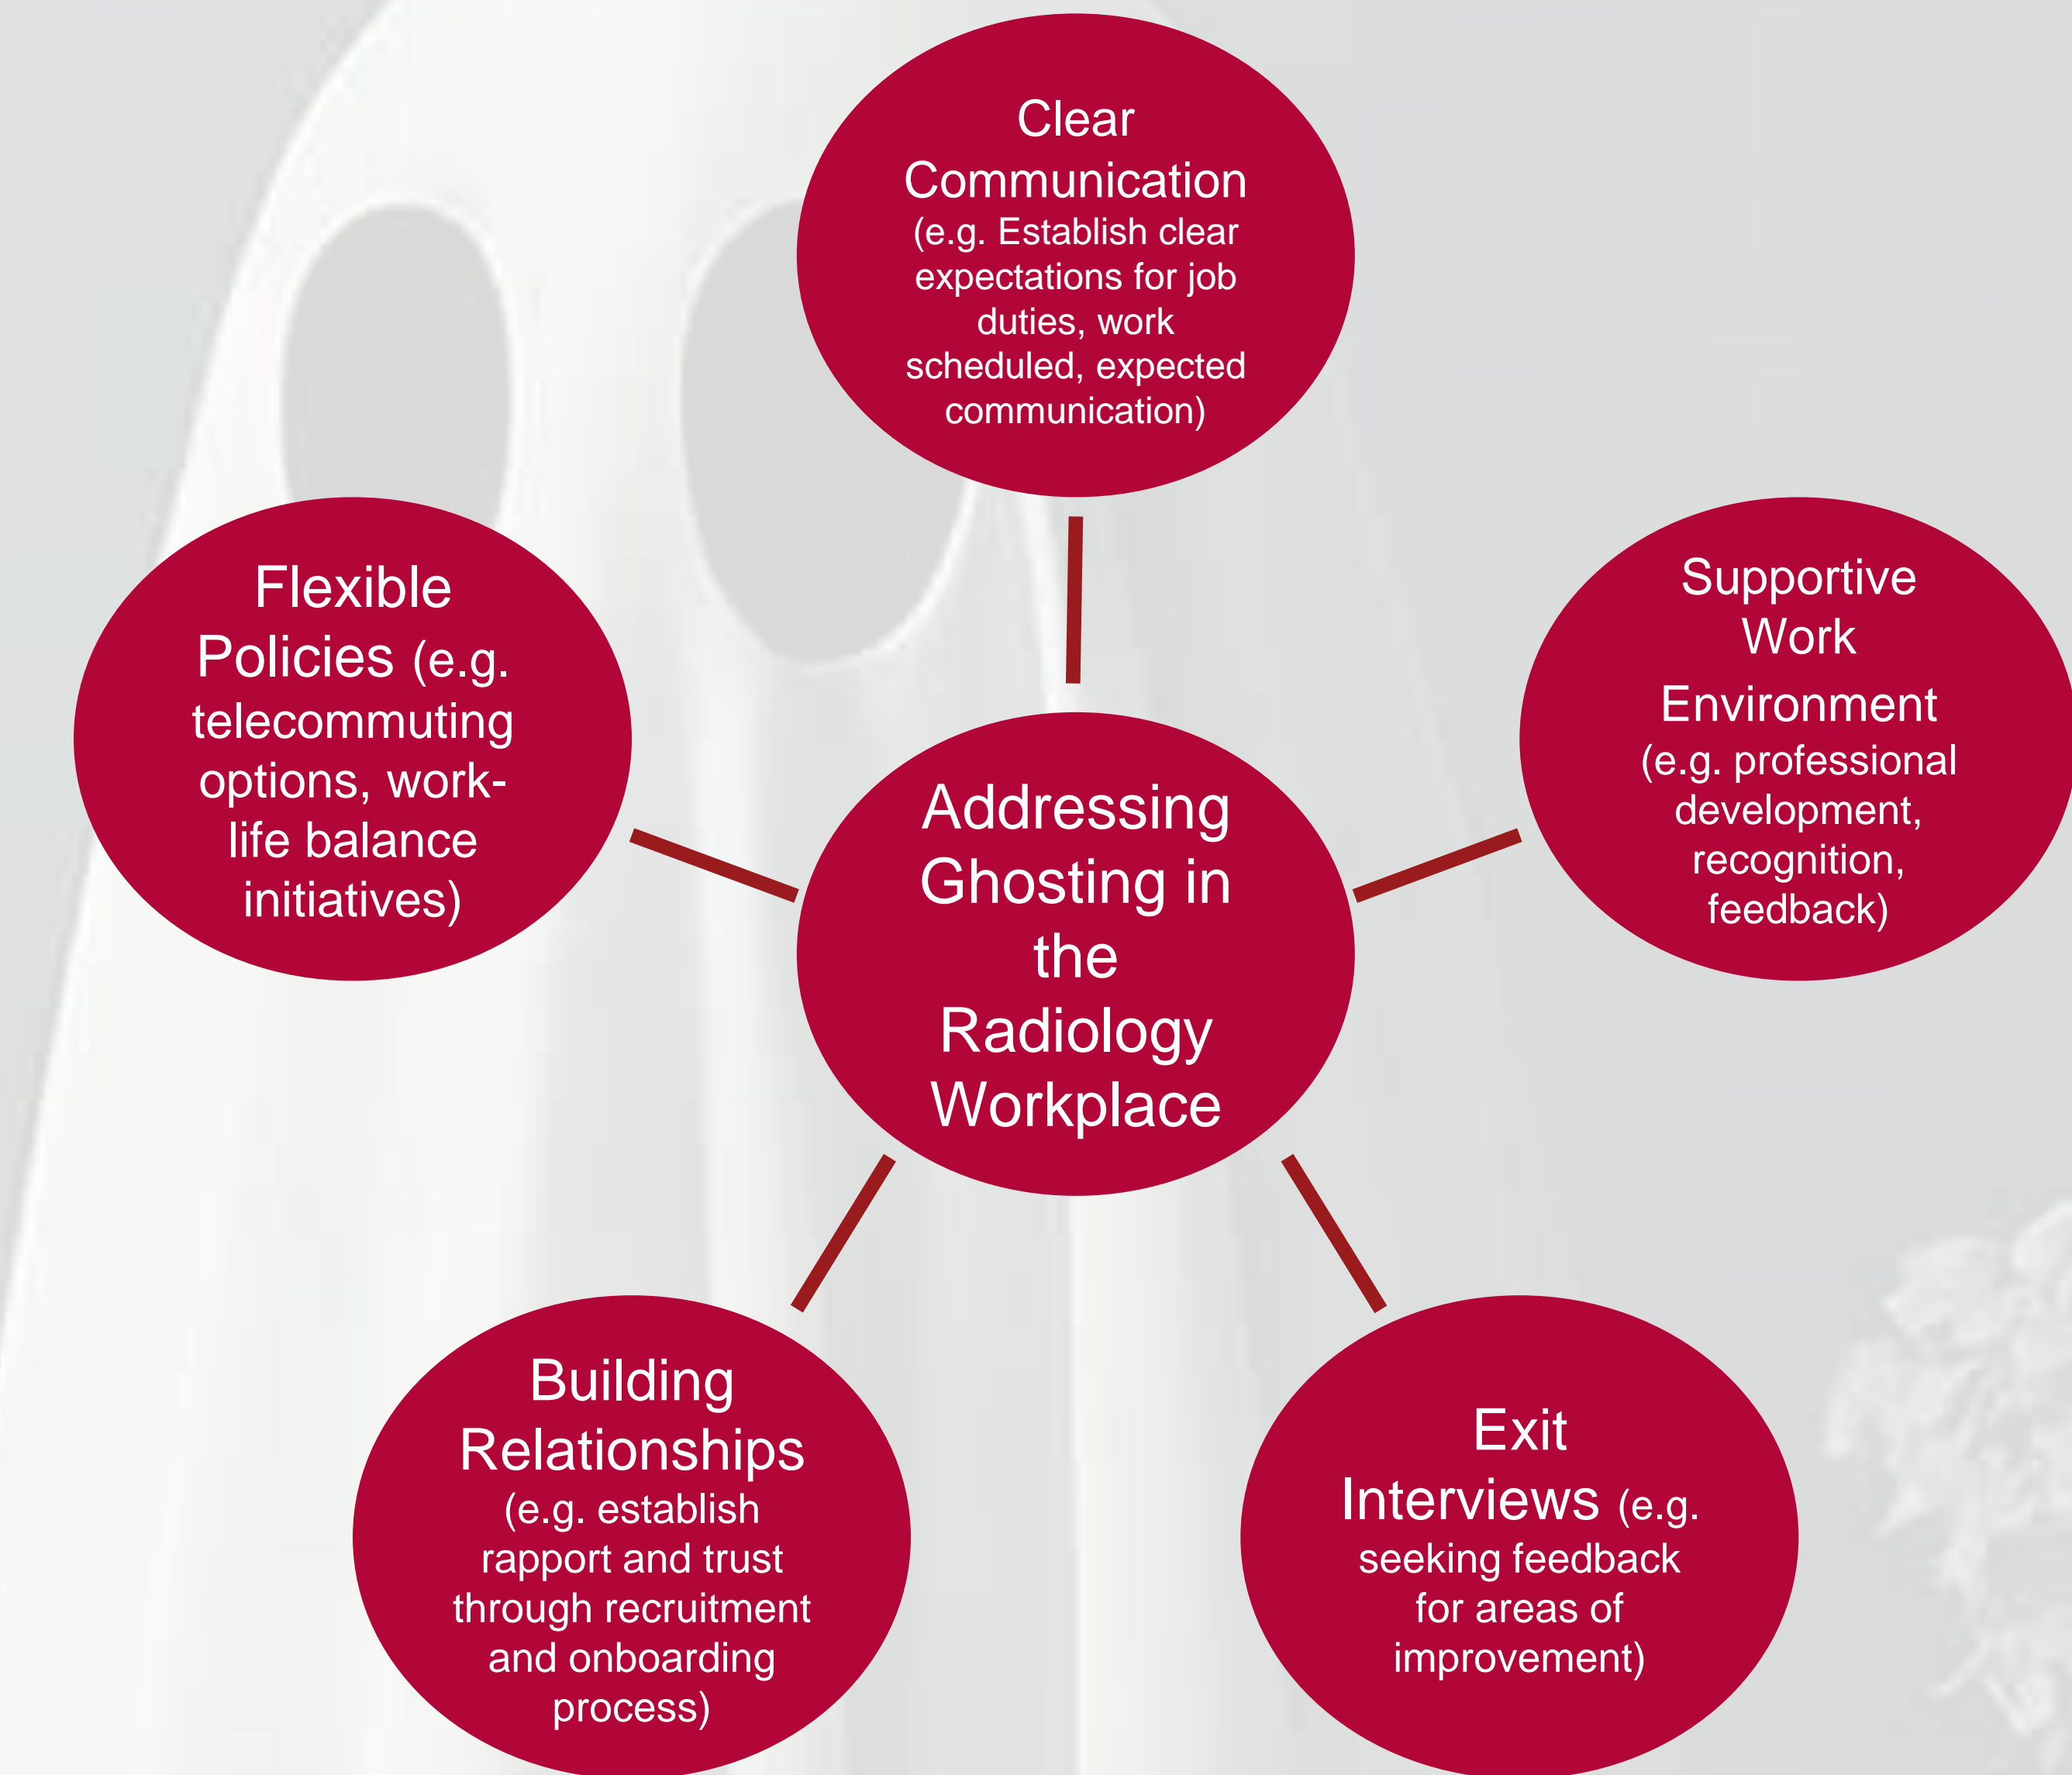 Clear
Communication
(e.g. Establish clear
expectations for job
duties, work
scheduled, expected
communication)
Supportive
Work
Environment
(e.g. professional
development,
recognition,
feedback)
Exit
Interviews (e.g.
seeking feedback
for areas of
improvement)
Building
Relationships
(e.g. establish
rapport and trust
through recruitment
and onboarding
process)
Flexible
Policies (e.g.
telecommuting
options, work-
life balance
initiatives)
Addressing
Ghosting in
the
Radiology
Workplace